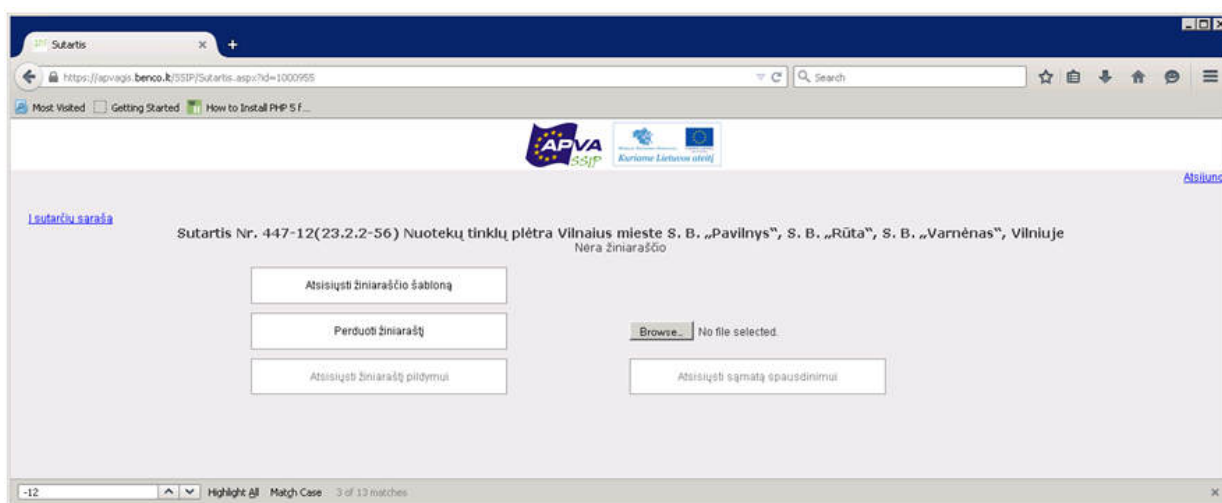 Sutartis
https://apvagis.benco.lt/SSIP/Sutartis.aspx?id=1000955
Search
Most Visited Getting Started How to Install PHP 5 f...
APVA
SSIP
Kuriame Lietuvos ateitį
Atsijung
Į sutarčių sąrašą
Sutartis Nr. 447-12(23.2.2-56) Nuotekų tinklų plėtra Vilnaius mieste S. B. „Pavilnys“, S. B. „Rūta“, S. B. „Varnėnas“, Vilniuje
Nėra žiniaraščio
Atsisiųsti žiniaraščio šabloną
Perduoti žiniaraštį
Browse... No file selected.
Atsisiųsti žiniaraštį pildymui
Atsisiųsti sąmatą spausdinimui
-12 Highlight All Match Case 3 of 13 matches